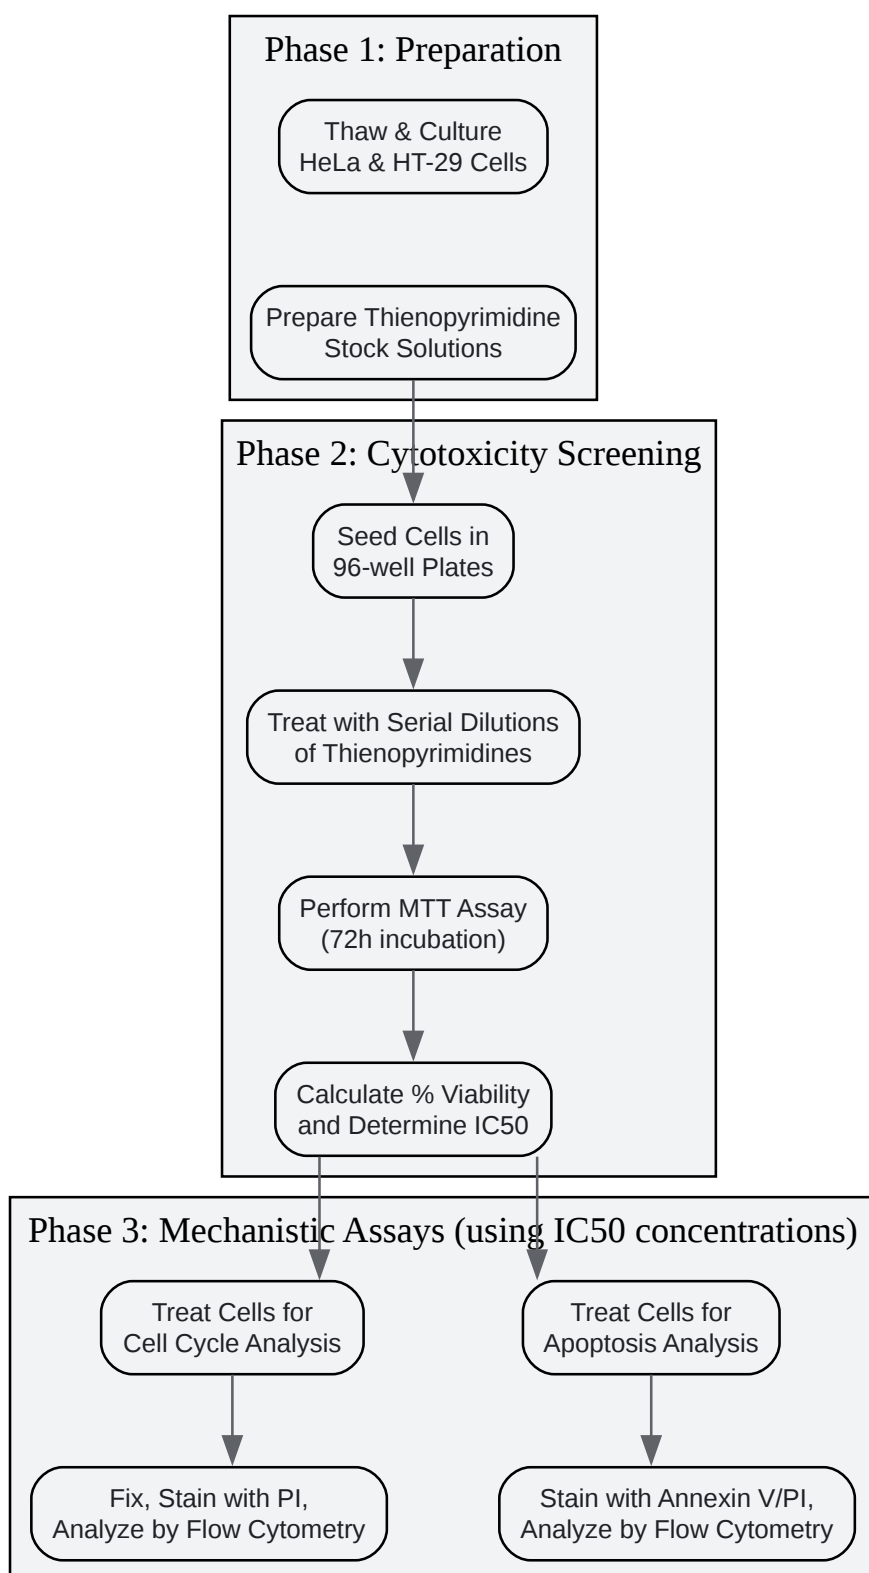 Phase 1: Preparation
Thaw & Culture
HeLa & HT-29 Cells
Prepare Thienopyrimidine
Stock Solutions
Phase 2: Cytotoxicity Screening
Seed Cells in
96-well Plates
Treat with Serial Dilutions
of Thienopyrimidines
Perform MTT Assay
(72h incubation)
Calculate % Viability
and Determine IC50
Phase 3: Mechanistic Assays (using IC50 concentrations)
Treat Cells for
Cell Cycle Analysis
Treat Cells for
Apoptosis Analysis
Fix, Stain with PI,
Analyze by Flow Cytometry
Stain with Annexin V/PI,
Analyze by Flow Cytometry